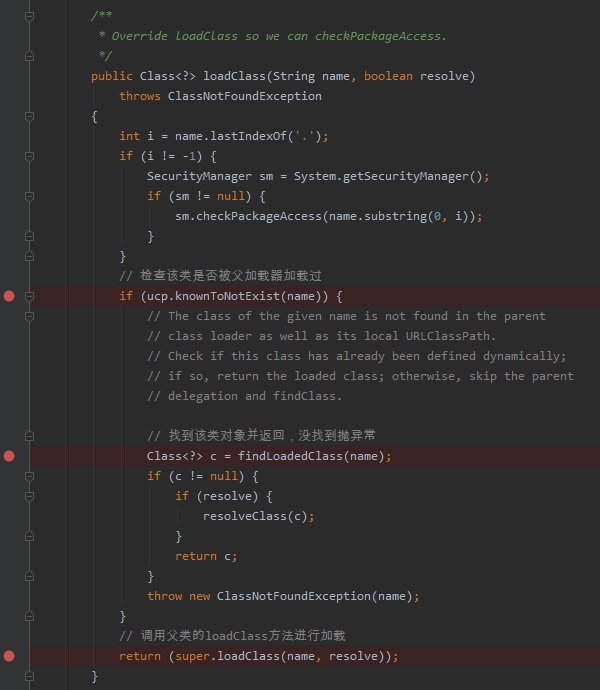 /**
 * Override loadClass so we can checkPackageAccess.
 */
public Class<?> loadClass(String name, boolean resolve)
    throws ClassNotFoundException
{
    int i = name.lastIndexOf('.');
    if (i != -1) {
        SecurityManager sm = System.getSecurityManager();
        if (sm != null) {
            sm.checkPackageAccess(name.substring(0, i));
        }
    }
    // 检查该类是否被父加载器加载过
    if (ucp.knownToNotExist(name)) {
        // The class of the given name is not found in the parent
        // class loader as well as its local URLClassPath.
        // Check if this class has already been defined dynamically;
        // if so, return the loaded class; otherwise, skip the parent
        // delegation and findClass.

        // 找到该类对象并返回，没找到抛异常
        Class<?> c = findLoadedClass(name);
        if (c != null) {
            if (resolve) {
                resolveClass(c);
            }
            return c;
        }
        throw new ClassNotFoundException(name);
    }
    // 调用父类的loadClass方法进行加载
    return (super.loadClass(name, resolve));
}